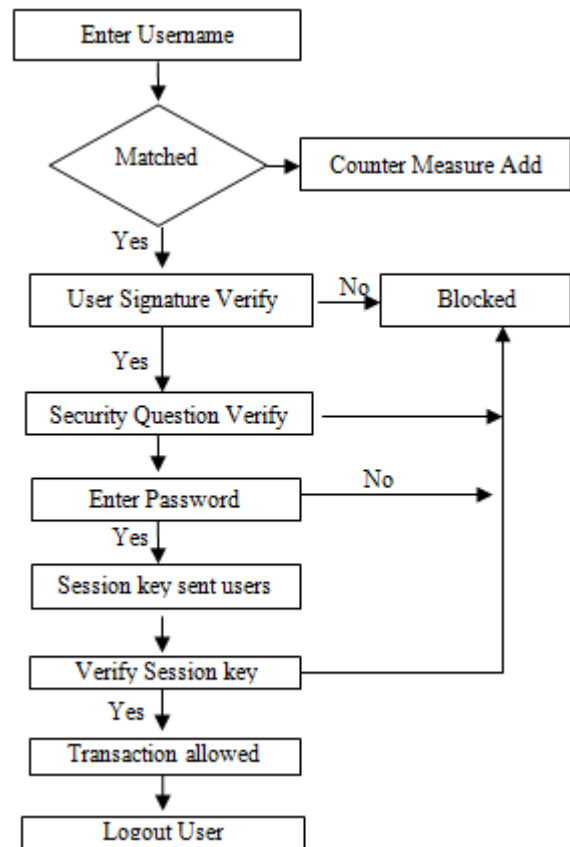 Enter Username
Matched
Counter Measure Add
Yes
User Signature Verify
No
Blocked
Yes
Security Question Verify
Enter Password
No
Yes
Session key sent users
Verify Session key
Yes
Transaction allowed
Logout User